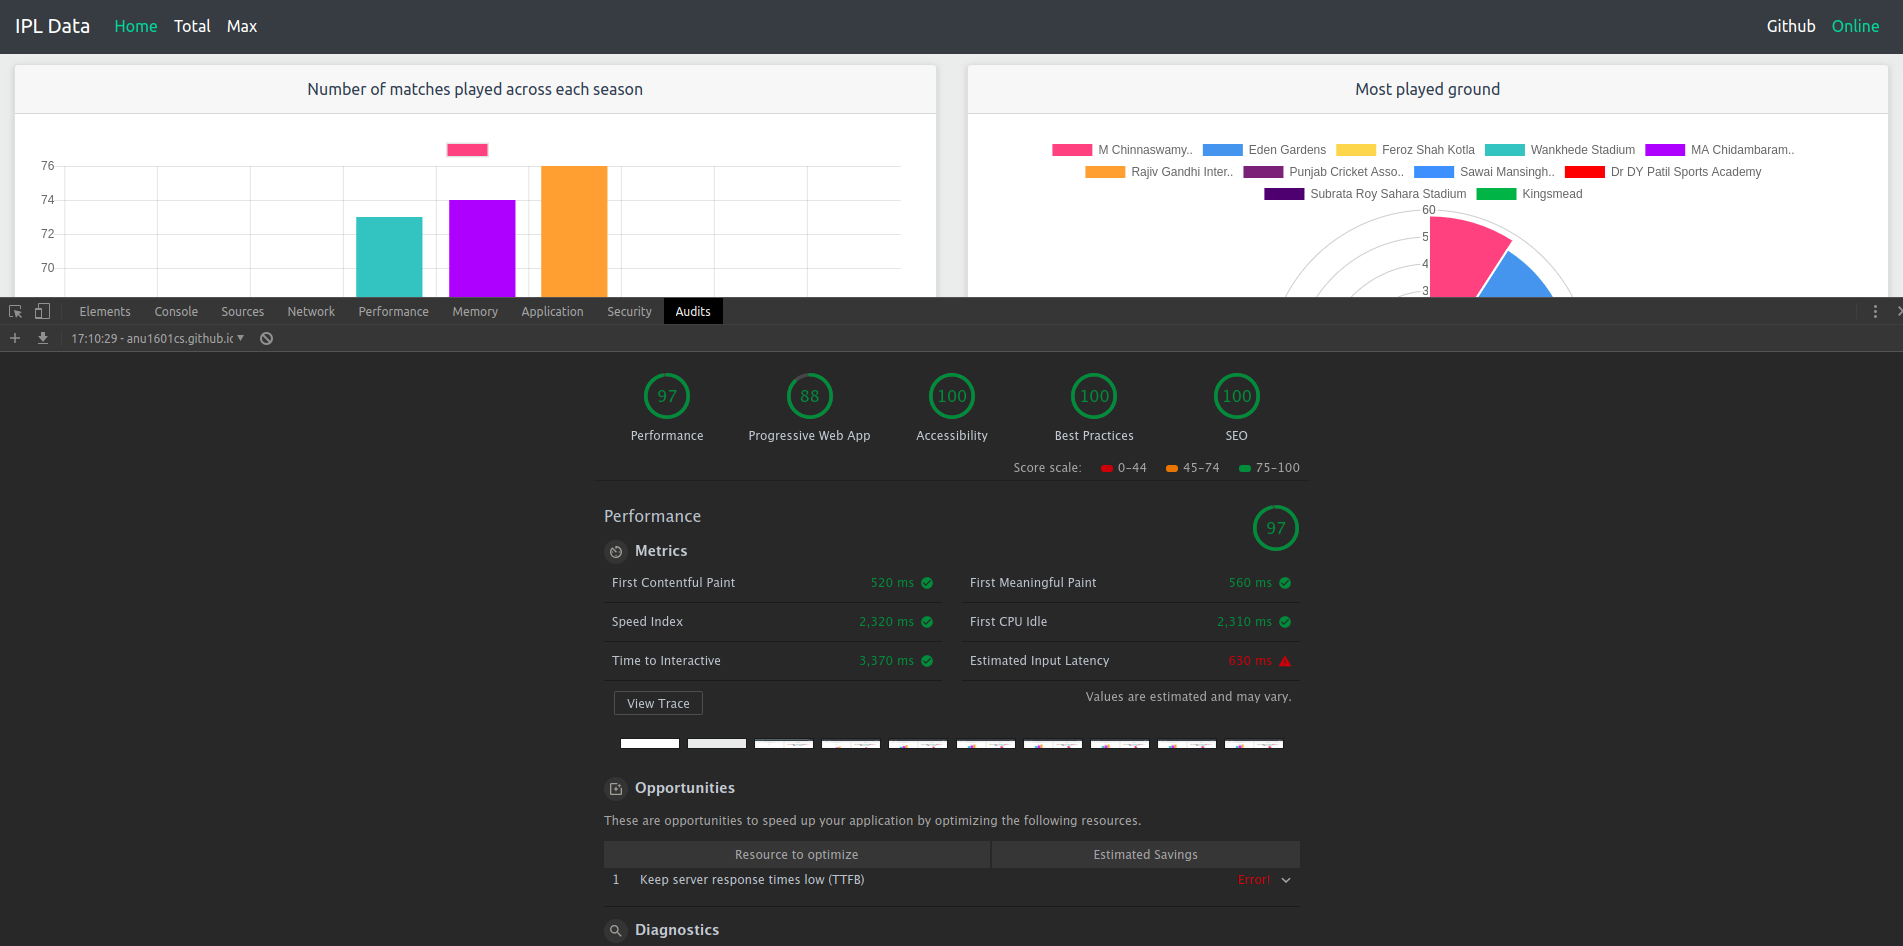 IPL Data Home Total Max Github Online
Number of matches played across each season
76
74
72
70
Most played ground
M Chinnaswamy.. Eden Gardens Feroz Shah Kotla Wankhede Stadium MA Chidambaram..
Rajiv Gandhi Inter.. Punjab Cricket Asso.. Sawai Mansingh.. Dr DY Patil Sports Academy
Subrata Roy Sahara Stadium Kingsmead
60
5
4
3
Elements Console Sources Network Performance Memory Application Security Audits
17:10:29 - anu1601cs.github.ic
97 88 100 100 100
Performance Progressive Web App Accessibility Best Practices SEO
Score scale: 0-44 45-74 75-100
Performance 97
Metrics
First Contentful Paint 520 ms First Meaningful Paint 560 ms
Speed Index 2,320 ms First CPU Idle 2,310 ms
Time to Interactive 3,370 ms Estimated Input Latency 630 ms
View Trace Values are estimated and may vary.
Opportunities
These are opportunities to speed up your application by optimizing the following resources.
Resource to optimize Estimated Savings
1 Keep server response times low (TTFB) Error!
Diagnostics